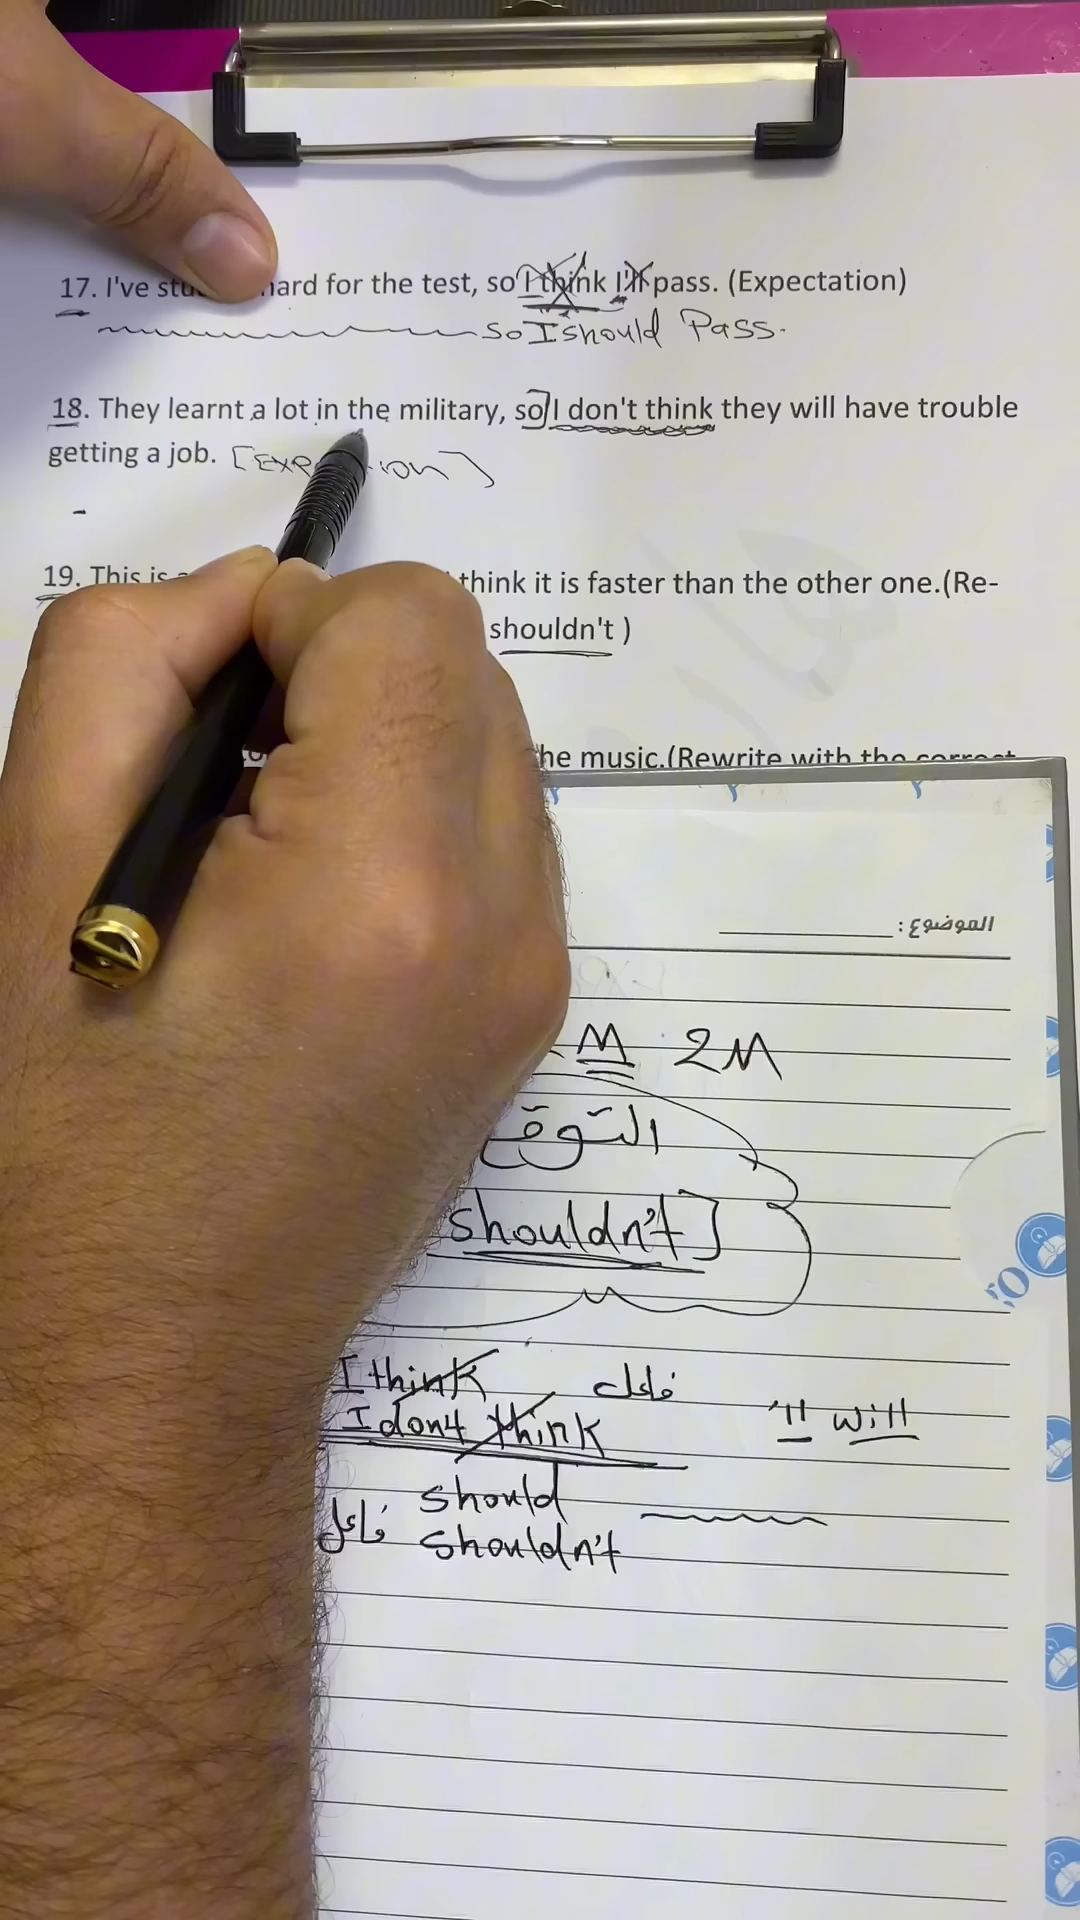 17. I've hard for the test, so I think I'll pass. (Expectation)
so I should Pass.
18. They learnt a lot in the military, so I don't think they will have trouble
getting a job.
19. This is think it is faster than the other one.(Re-
shouldn't )
he music.(Rewrite with the correct
الموضوع:
M 2M
التوقع
shouldn't]
I think فاعل 'll will
I don't think
should
فاعل shouldn't